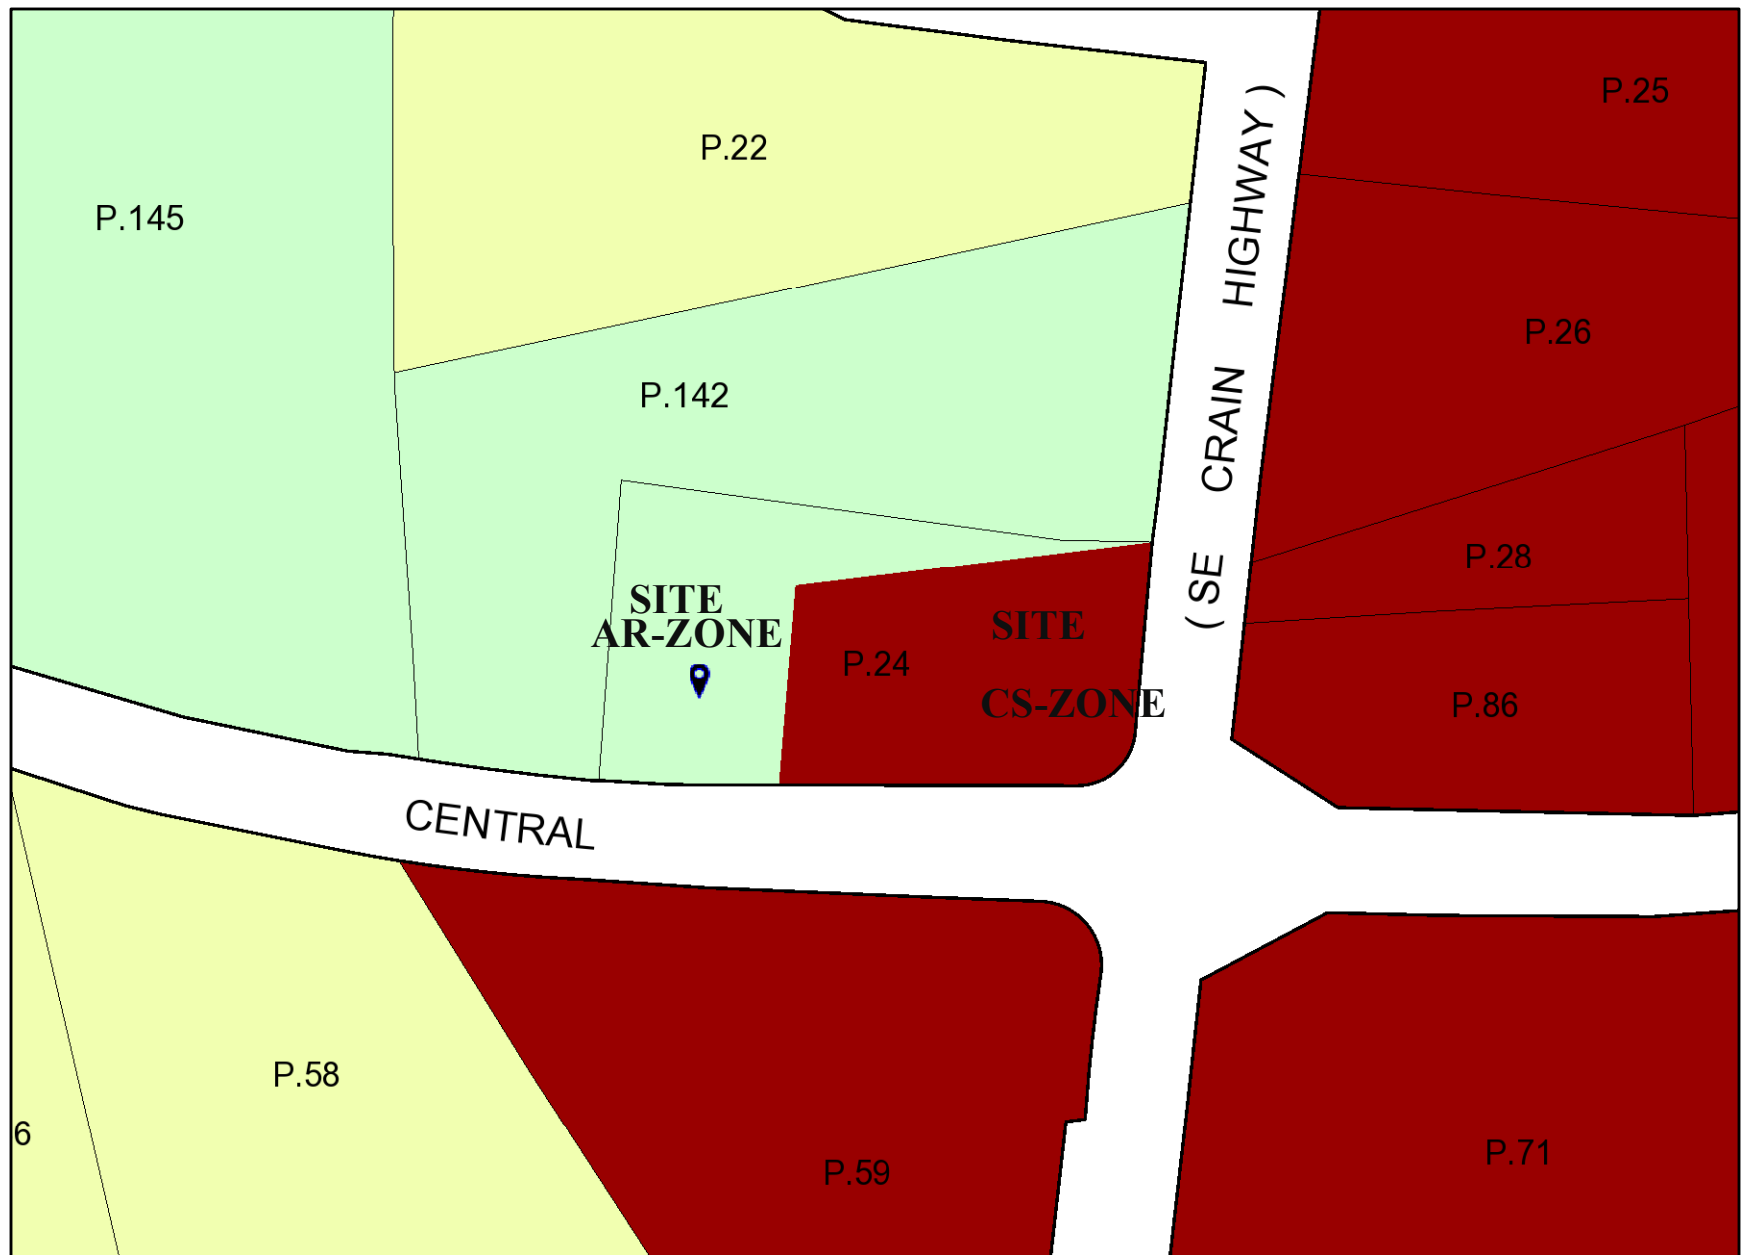 P.25
P.22
P.145
( SE CRAIN HIGHWAY )
P.26
P.142
P.28
SITE
AR-ZONE
SITE
P.24
CS-ZONE
P.86
CENTRAL
P.58
6
P.59
P.71